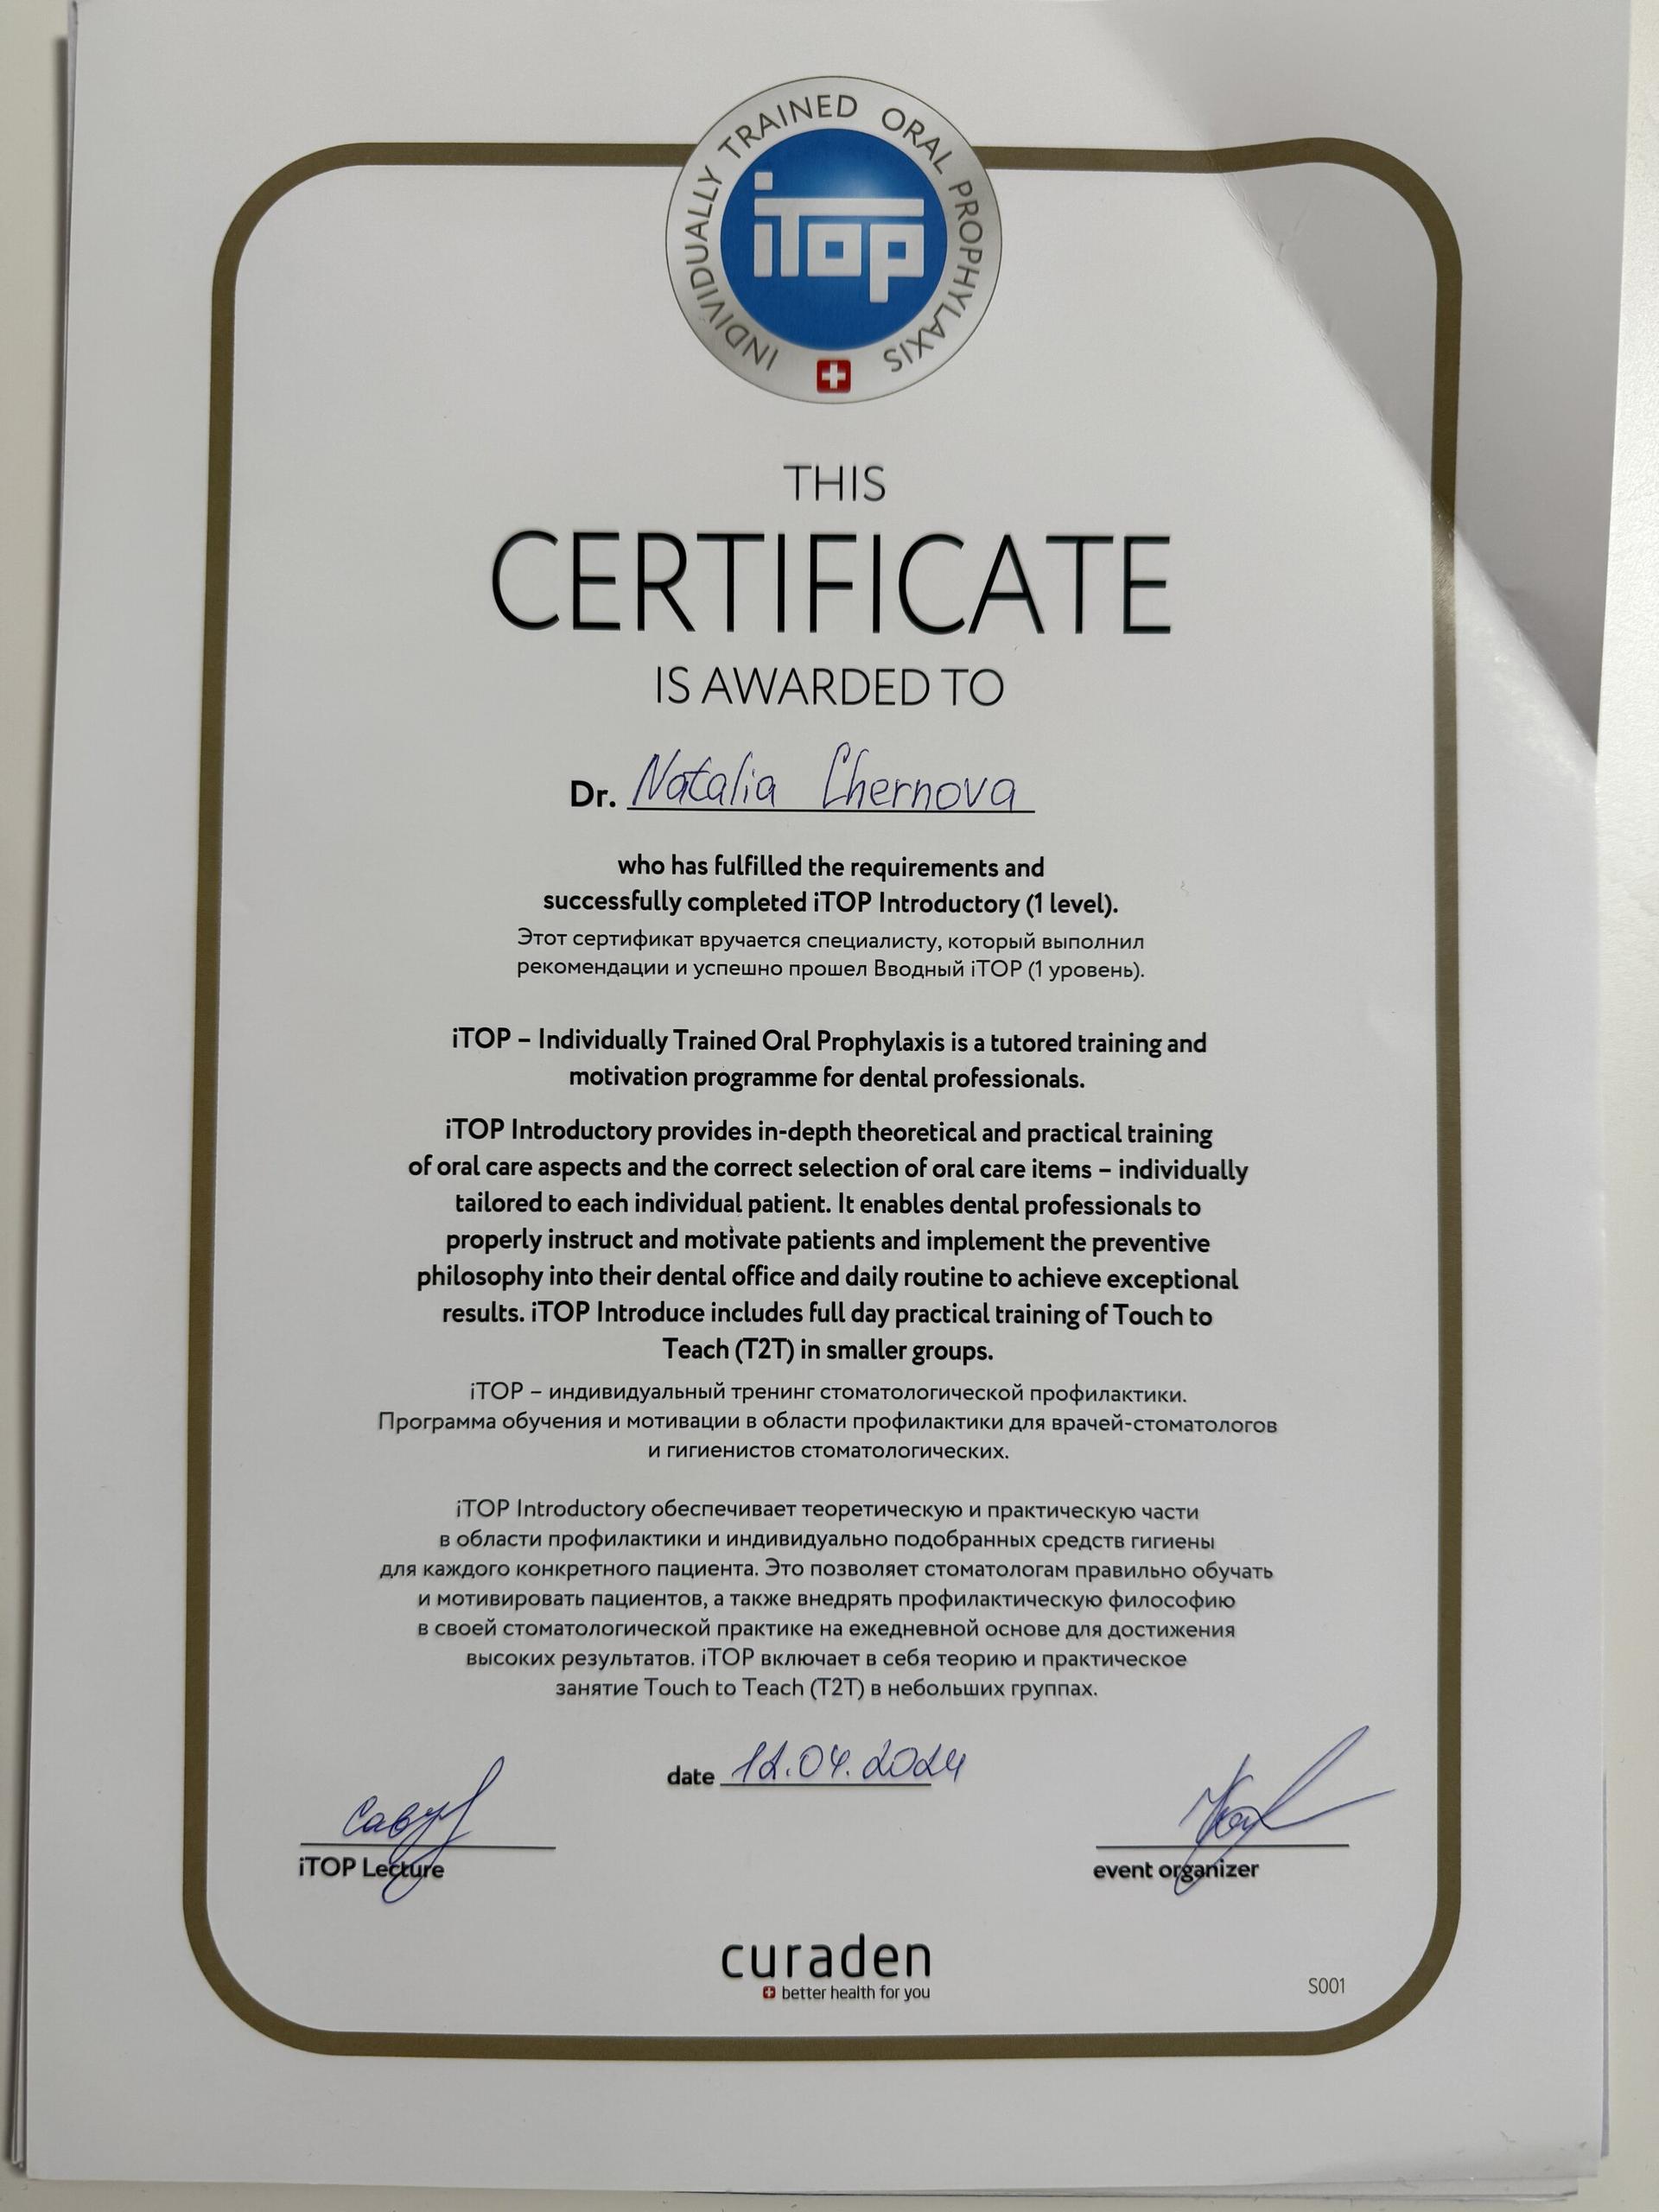 INDIVIDUALLY TRAINED ORAL PROPHYLAXIS
iTop
THIS
CERTIFICATE
IS AWARDED TO
Dr. Natalia Chernova
who has fulfilled the requirements and
successfully completed iTOP Introductory (1 level).
Этот сертификат вручается специалисту, который выполнил
рекомендации и успешно прошел Вводный iTOP (1 уровень).
iTOP – Individually Trained Oral Prophylaxis is a tutored training and
motivation programme for dental professionals.
iTOP Introductory provides in-depth theoretical and practical training
of oral care aspects and the correct selection of oral care items – individually
tailored to each individual patient. It enables dental professionals to
properly instruct and motivate patients and implement the preventive
philosophy into their dental office and daily routine to achieve exceptional
results. iTOP Introduce includes full day practical training of Touch to
Teach (T2T) in smaller groups.
iTOP – индивидуальный тренинг стоматологической профилактики.
Программа обучения и мотивации в области профилактики для врачей-стоматологов
и гигиенистов стоматологических.
iTOP Introductory обеспечивает теоретическую и практическую части
в области профилактики и индивидуально подобранных средств гигиены
для каждого конкретного пациента. Это позволяет стоматологам правильно обучать
и мотивировать пациентов, а также внедрять профилактическую философию
в своей стоматологической практике на ежедневной основе для достижения
высоких результатов. iTOP включает в себя теорию и практическое
занятие Touch to Teach (T2T) в небольших группах.
date 12.04.2024
iTOP Lecture
event organizer
curaden
better health for you
S001